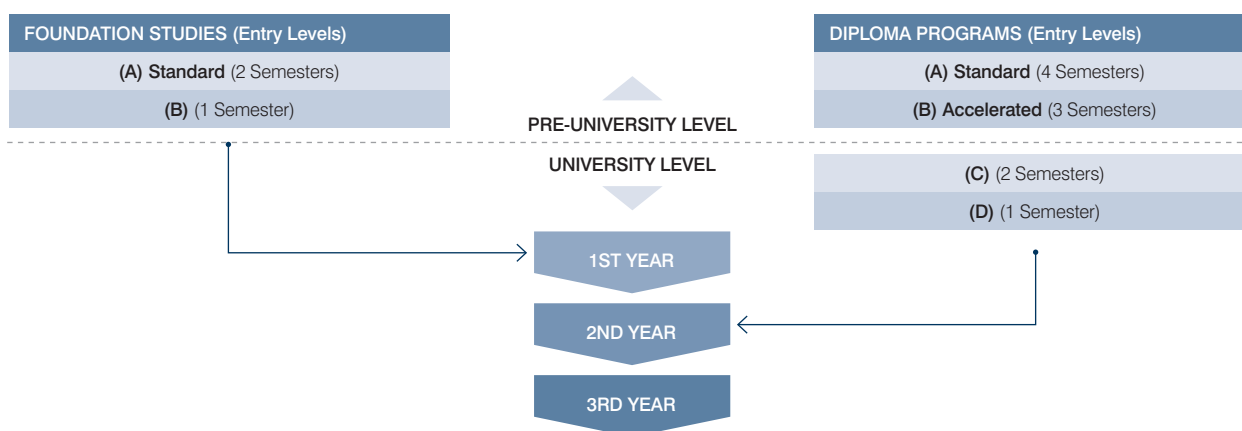 FOUNDATION STUDIES (Entry Levels)
(A) Standard (2 Semesters)
(B) (1 Semester)
DIPLOMA PROGRAMS (Entry Levels)
(A) Standard (4 Semesters)
(B) Accelerated (3 Semesters)
PRE-UNIVERSITY LEVEL
UNIVERSITY LEVEL
(C) (2 Semesters)
(D) (1 Semester)
1ST YEAR
2ND YEAR
3RD YEAR